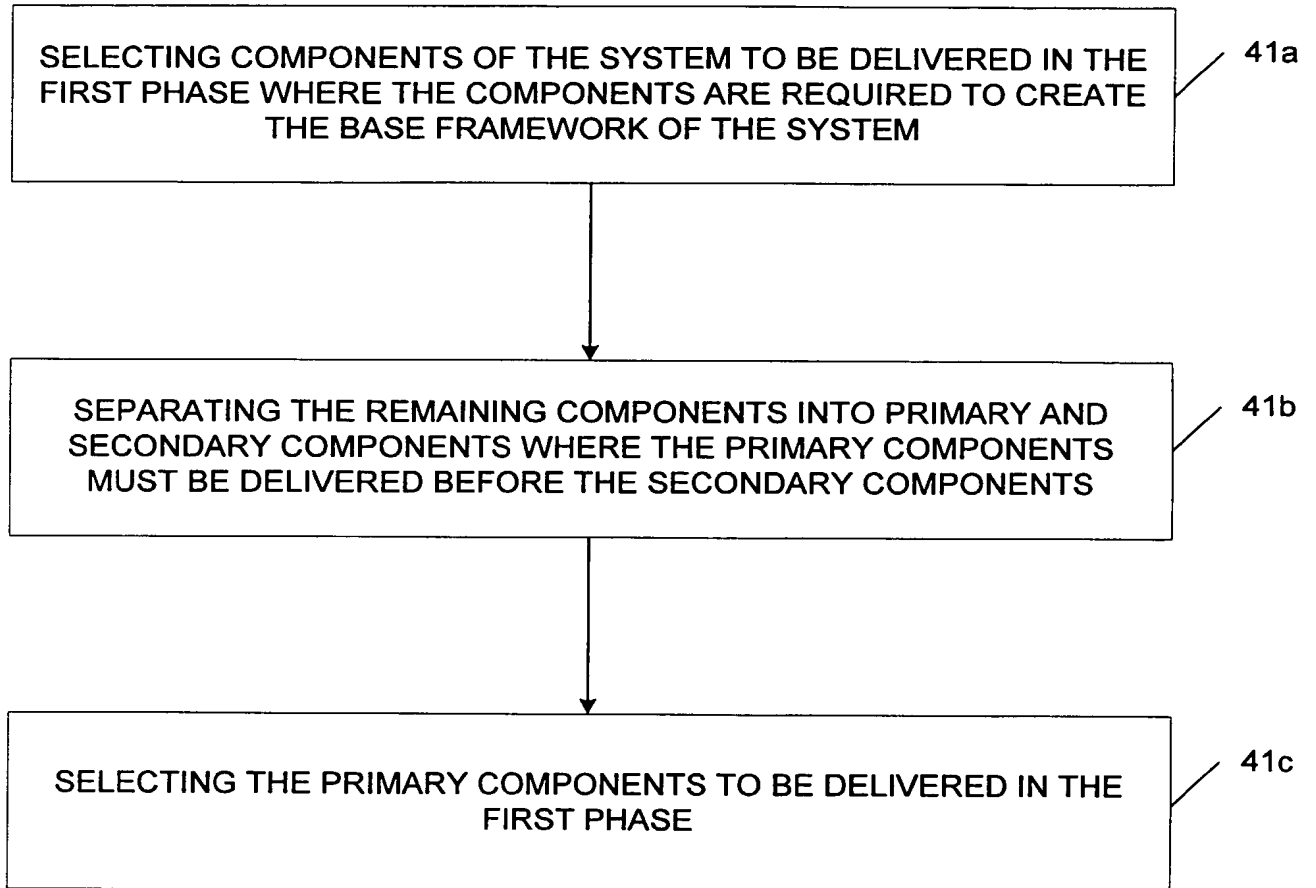 SELECTING COMPONENTS OF THE SYSTEM TO BE DELIVERED IN THE
FIRST PHASE WHERE THE COMPONENTS ARE REQUIRED TO CREATE
THE BASE FRAMEWORK OF THE SYSTEM
41a
SEPARATING THE REMAINING COMPONENTS INTO PRIMARY AND
SECONDARY COMPONENTS WHERE THE PRIMARY COMPONENTS
MUST BE DELIVERED BEFORE THE SECONDARY COMPONENTS
41b
SELECTING THE PRIMARY COMPONENTS TO BE DELIVERED IN THE
FIRST PHASE
41c